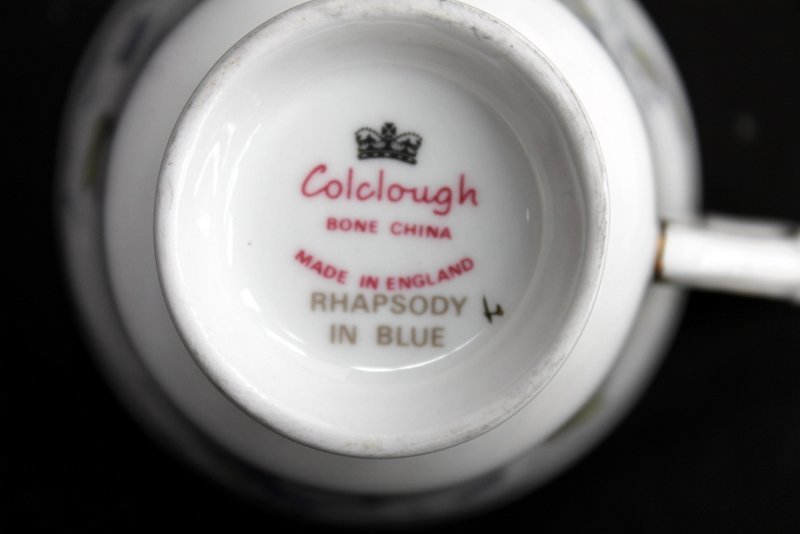 Colclough
BONE CHINA
MADE IN ENGLAND
RHAPSODY
IN BLUE